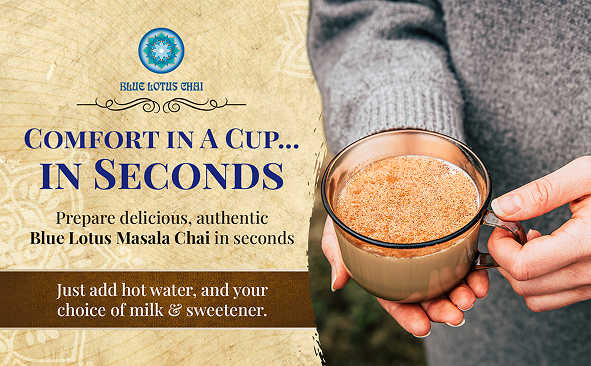 BLUE LOTUS CHAI
COMFORT IN A CUP...
IN SECONDS
Prepare delicious, authentic
Blue Lotus Masala Chai in seconds
Just add hot water, and your
choice of milk & sweetener.